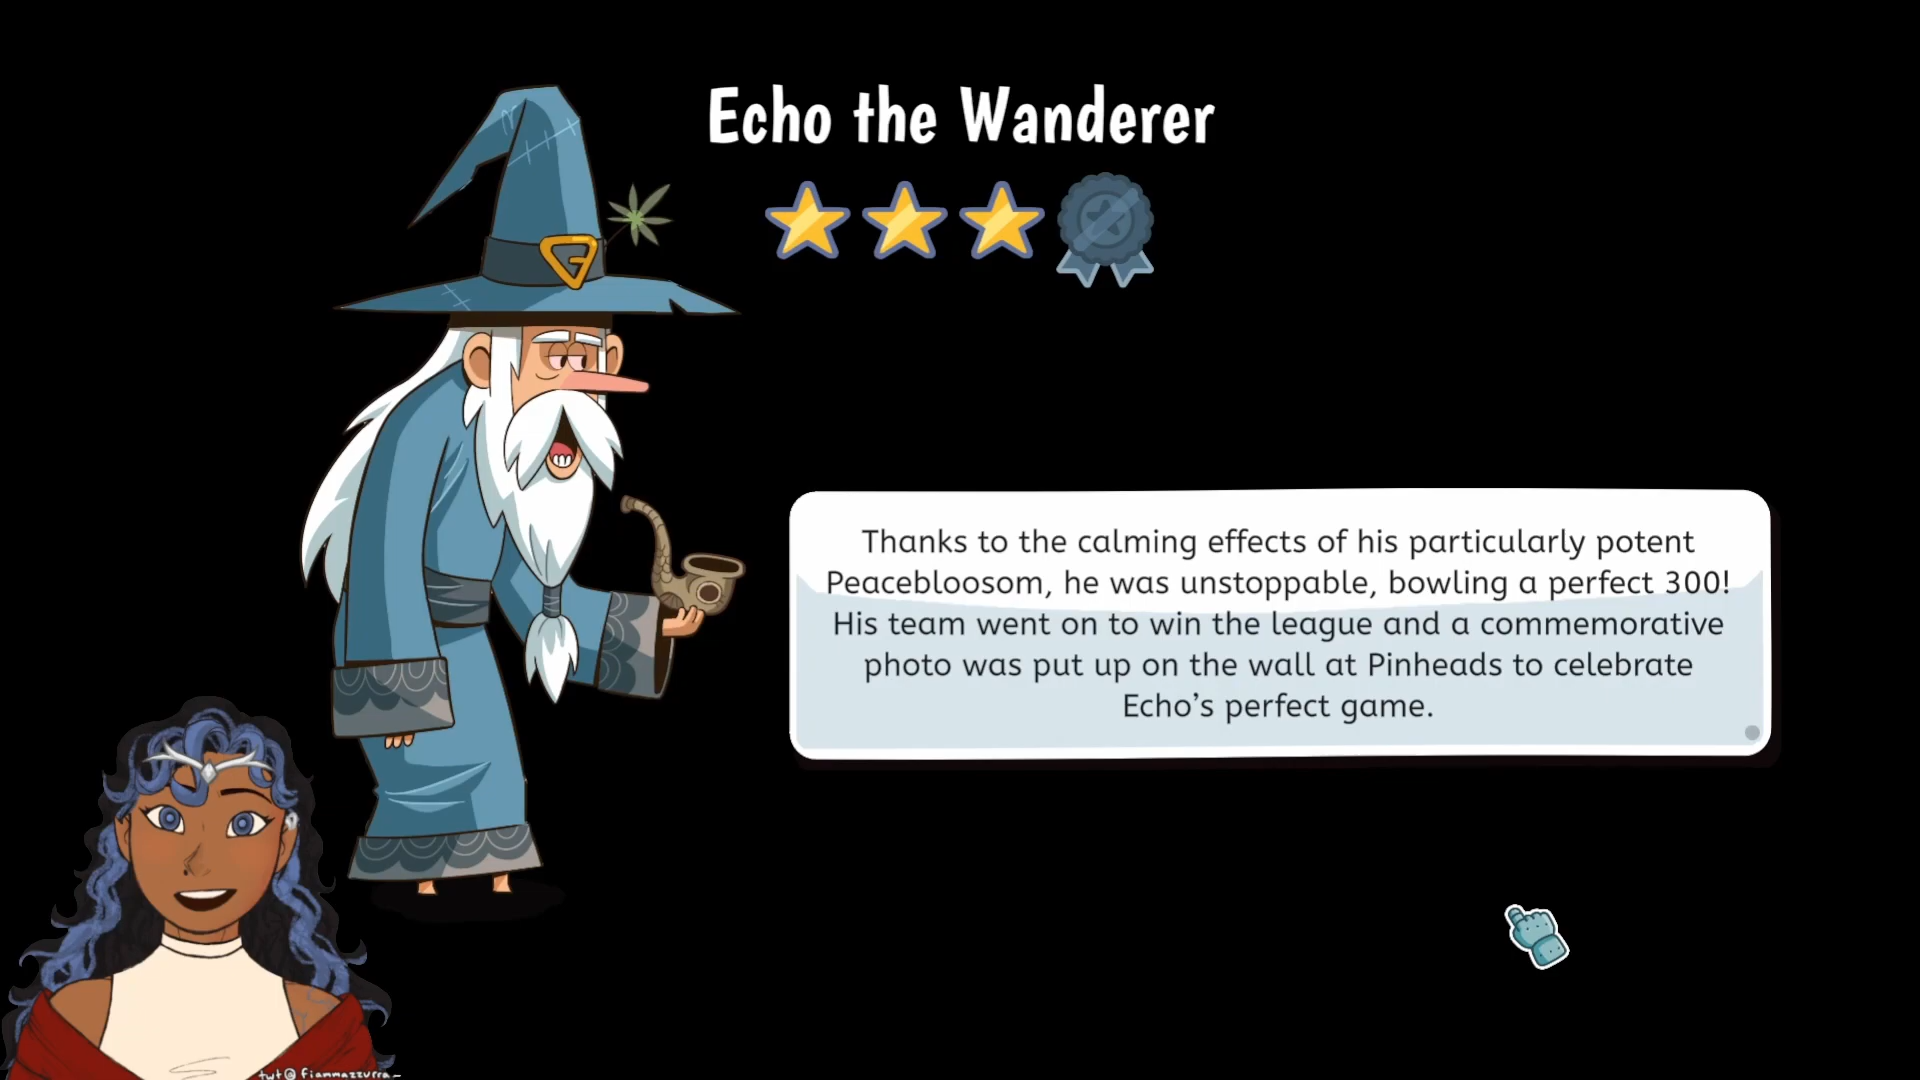 Echo the Wanderer
Thanks to the calming effects of his particularly potent
Peacebloosom, he was unstoppable, bowling a perfect 300!
His team went on to win the league and a commemorative
photo was put up on the wall at Pinheads to celebrate
Echo's perfect game.
twt@fiammazzurra_